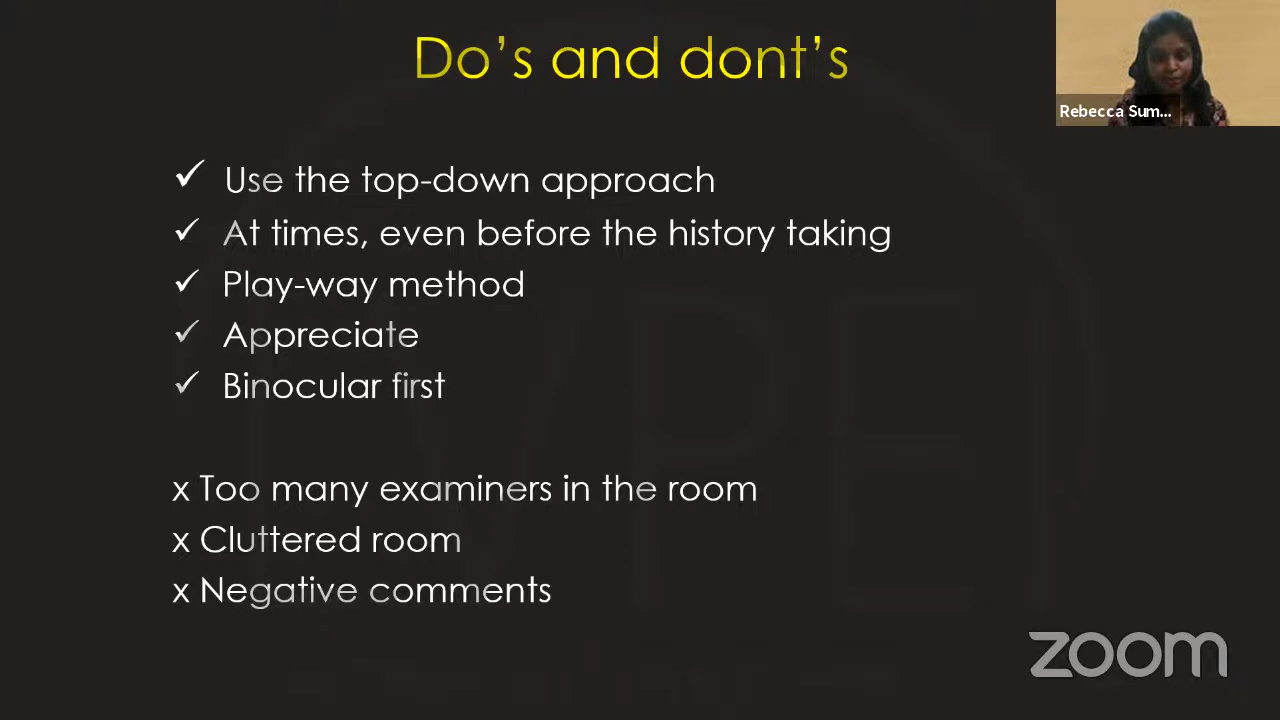 Do's and dont's
Rebecca Sum...
✓ Use the top-down approach
✓ At times, even before the history taking
✓ Play-way method
✓ Appreciate
✓ Binocular first
x Too many examiners in the room
x Cluttered room
x Negative comments
zoom